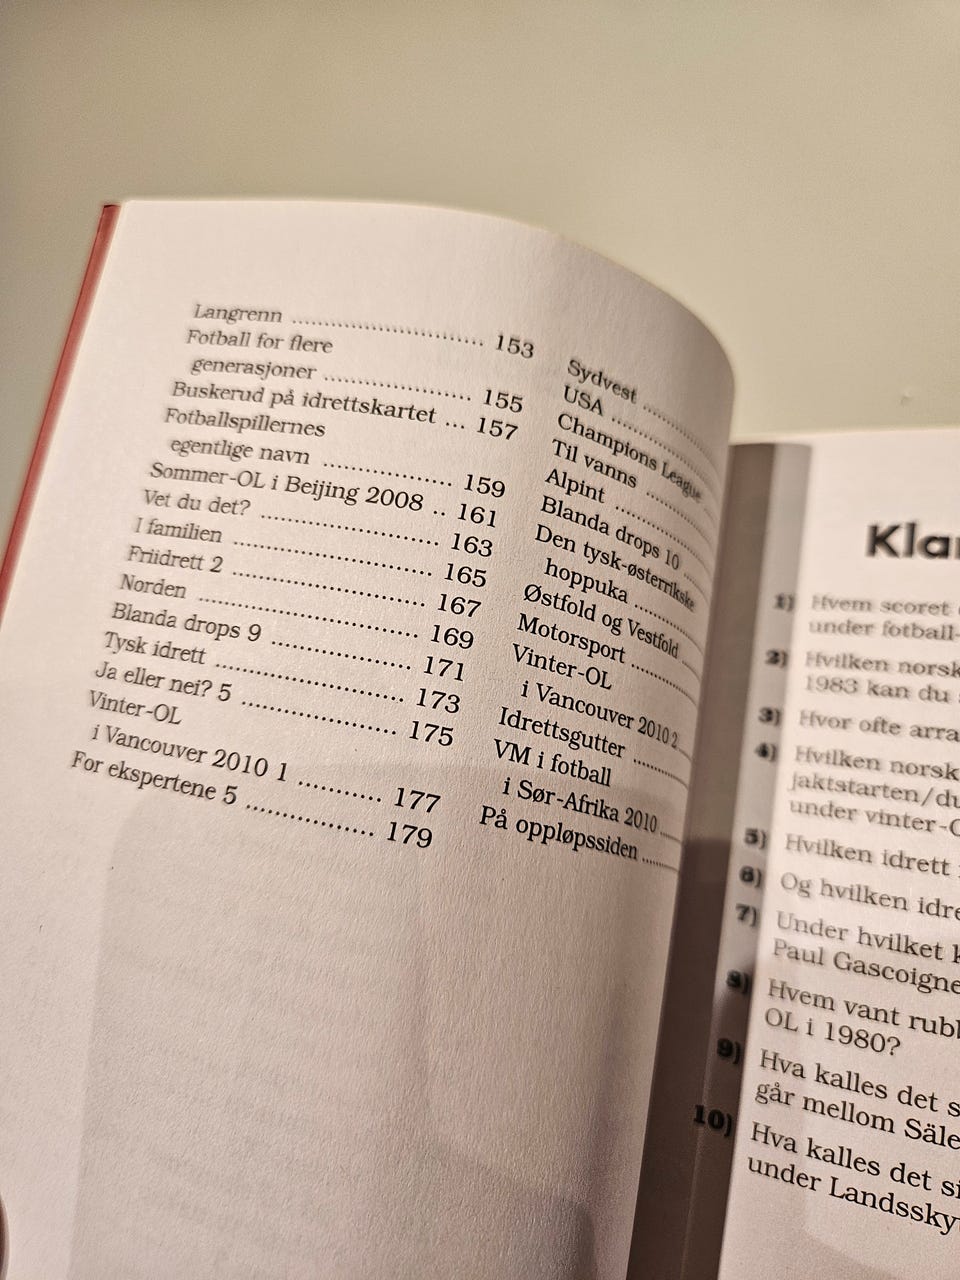 Langrenn .............................. 153
Fotball for flere
generasjoner ...................... 155
Buskerud på idrettskartet ... 157
Fotballspillernes
egentlige navn ................... 159
Sommer-OL i Beijing 2008 .. 161
Vet du det? ........................... 163
I familien .............................. 165
Friidrett 2 ............................. 167
Norden .................................. 169
Blanda drops 9 ..................... 171
Tysk idrett ............................ 173
Ja eller nei? 5 ....................... 175
Vinter-OL
i Vancouver 2010 1 ............ 177
For ekspertene 5 ................... 179
Sydvest ..........
USA ..............
Champions League
Til vanns ..........
Alpint ..............
Blanda drops 10 ....
Den tysk-østerrikske
hoppuka ..........
Østfold og Vestfold ...
Motorsport ..........
Vinter-OL
i Vancouver 2010 2 ..
Idrettsgutter ........
VM i fotball
i Sør-Afrika 2010 ....
På oppløpssiden ......
Kla
1) Hvem scoret
under fotball-
2) Hvilken norsk
1983 kan du
3) Hvor ofte arra
4) Hvilken norsk
jaktstarten/du
under vinter-O
5) Hvilken idrett
6) Og hvilken idre
7) Under hvilket k
Paul Gascoigne
8) Hvem vant rubb
OL i 1980?
9) Hva kalles det s
går mellom Säle
10) Hva kalles det si
under Landssky